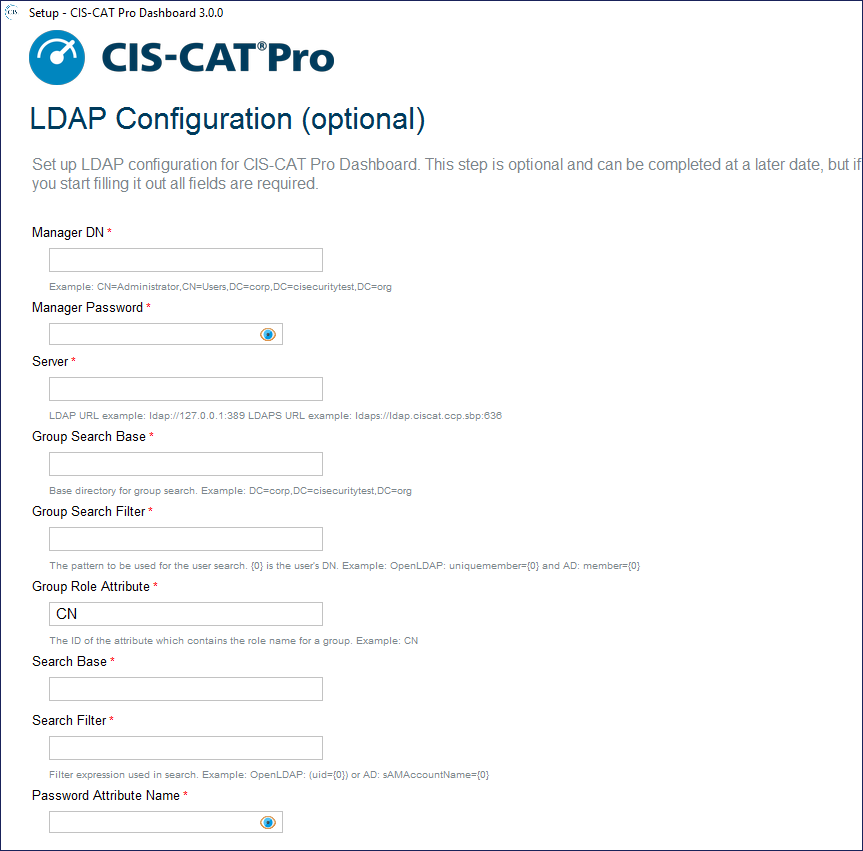 CIS
Setup - CIS-CAT Pro Dashboard 3.0.0
CIS-CAT®Pro
LDAP Configuration (optional)
Set up LDAP configuration for CIS-CAT Pro Dashboard. This step is optional and can be completed at a later date, but if
you start filling it out all fields are required.
Manager DN *
Example: CN=Administrator,CN=Users,DC=corp,DC=cisecuritytest,DC=org
Manager Password *
Server *
LDAP URL example: ldap://127.0.0.1:389 LDAPS URL example: ldaps://ldap.ciscat.ccp.sbp:636
Group Search Base *
Base directory for group search. Example: DC=corp,DC=cisecuritytest,DC=org
Group Search Filter *
The pattern to be used for the user search. {0} is the user's DN. Example: OpenLDAP: uniquemember={0} and AD: member={0}
Group Role Attribute *
CN
The ID of the attribute which contains the role name for a group. Example: CN
Search Base *
Search Filter *
Filter expression used in search. Example: OpenLDAP: (uid={0}) or AD: sAMAccountName={0}
Password Attribute Name *